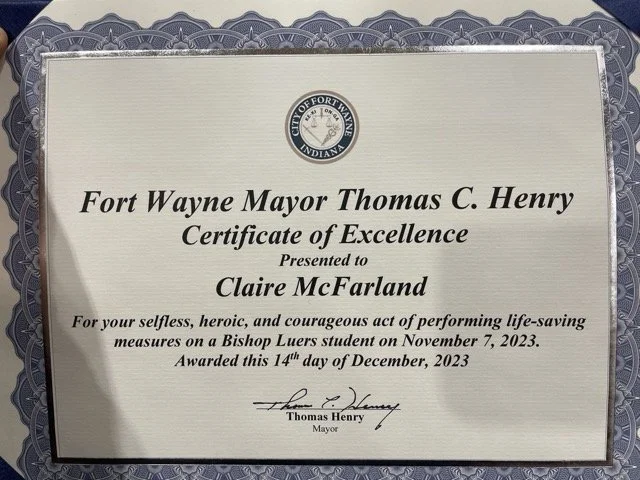 CITY OF FORT WAYNE
INDIANA
Fort Wayne Mayor Thomas C. Henry
Certificate of Excellence
Presented to
Claire McFarland
For your selfless, heroic, and courageous act of performing life-saving
measures on a Bishop Luers student on November 7, 2023.
Awarded this 14th day of December, 2023
Thomas C. Henry
Thomas Henry
Mayor